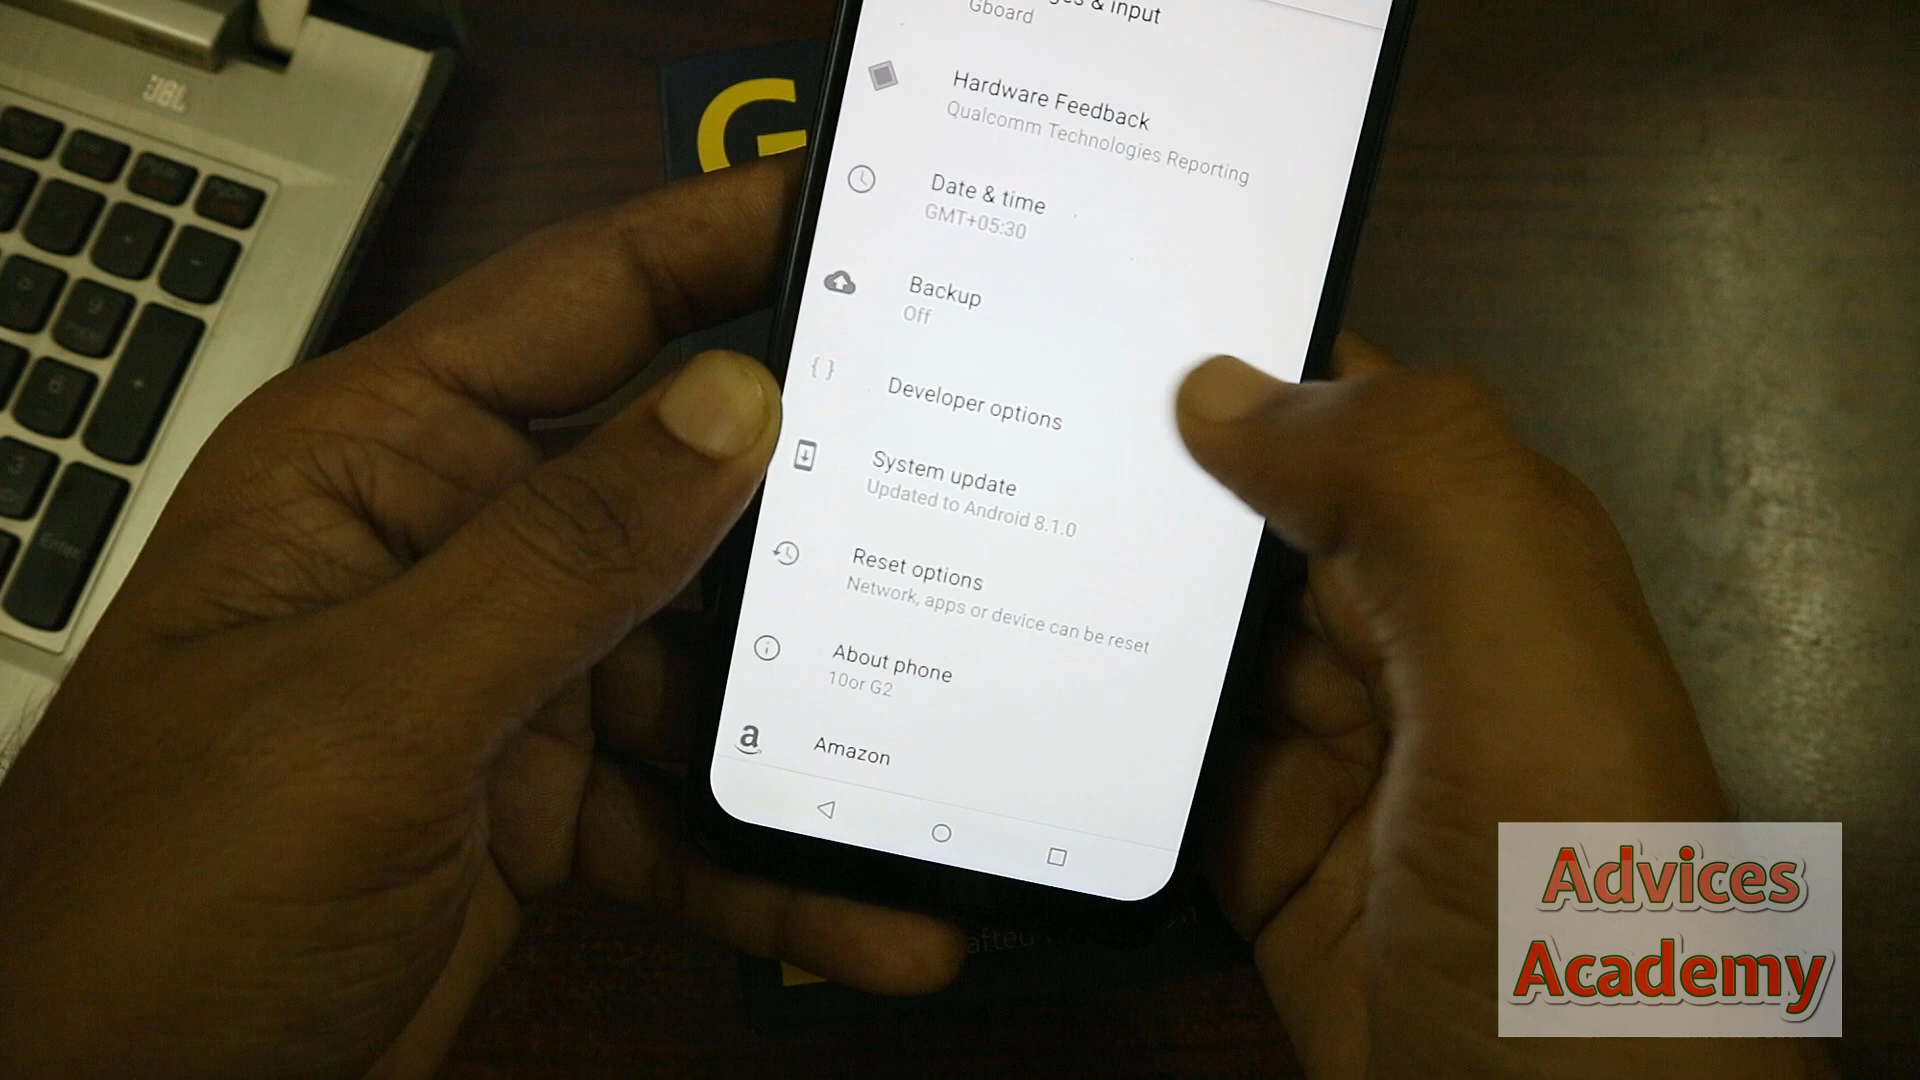 & input
Gboard
Hardware Feedback
Qualcomm Technologies Reporting
Date & time
GMT+05:30
Backup
Off
{ }
Developer options
System update
Updated to Android 8.1.0
Reset options
Network, apps or device can be reset
About phone
10or G2
a
Amazon
JBL
G
Enter
Advices
Academy